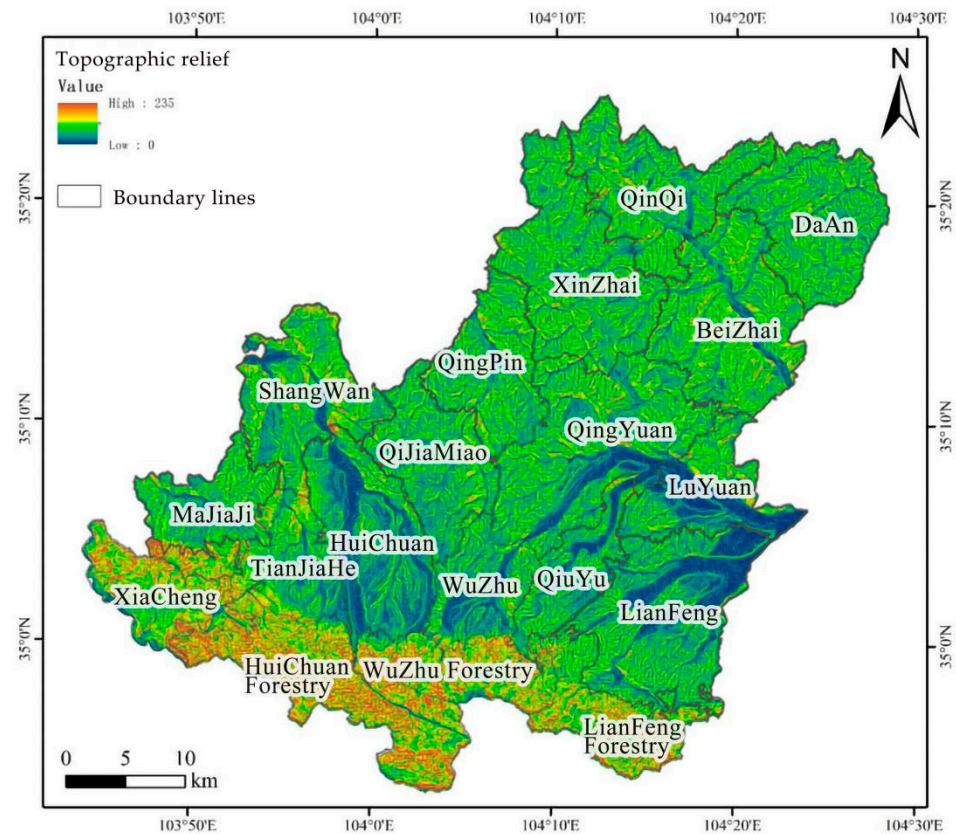 103°50'E 104°0'E 104°10'E 104°20'E 104°30'E
Topographic relief
Value
High : 235
Low : 0
Boundary lines
N
35°20'N
35°20'N
QinQi
DaAn
XinZhai
BeiZhai
QingPin
ShangWan
35°10'N
35°10'N
QingYuan
QiJiaMiao
LuYuan
MaJiaJi
HuiChuan
TianJiaHe
WuZhu
QiuYu
XiaCheng
LianFeng
35°0'N
35°0'N
HuiChuan
Forestry
WuZhu Forestry
LianFeng
Forestry
0 5 10
km
103°50'E 104°0'E 104°10'E 104°20'E 104°30'E